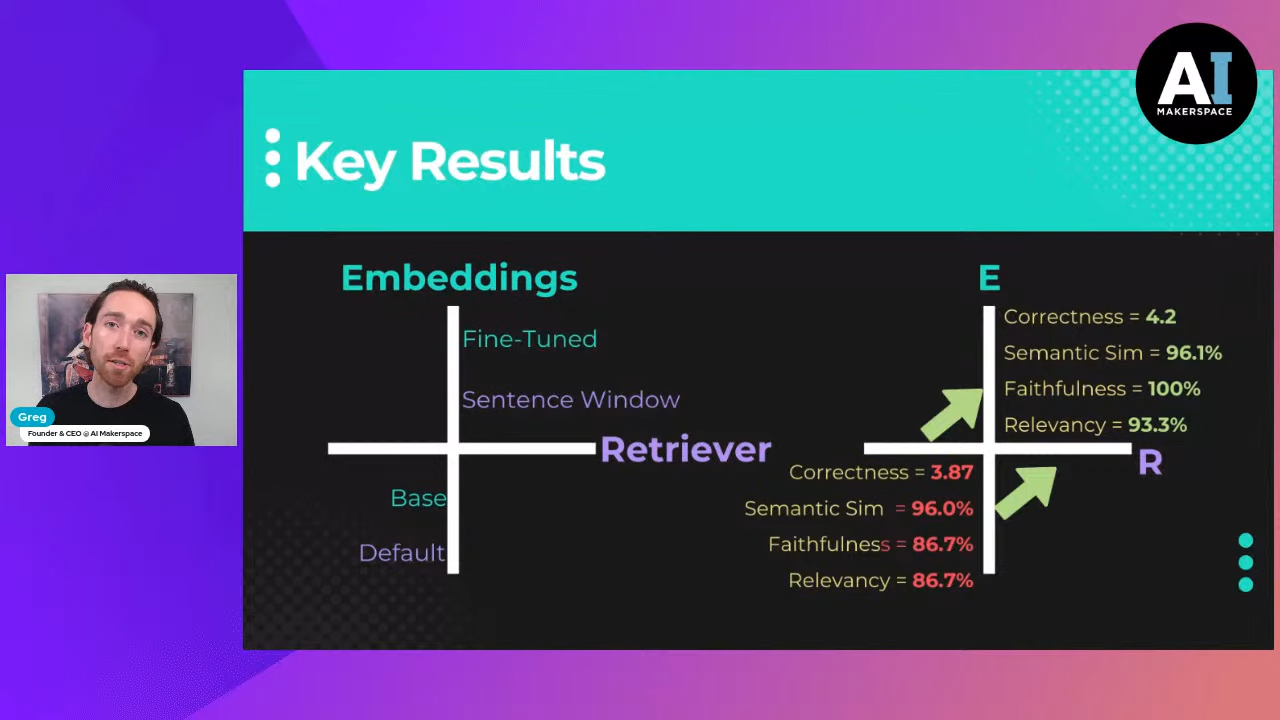 AI
MAKERSPACE
Key Results
Embeddings
Fine-Tuned
Sentence Window
Retriever
Base
Default
E
Correctness = 4.2
Semantic Sim = 96.1%
Faithfulness = 100%
Relevancy = 93.3%
R
Correctness = 3.87
Semantic Sim = 96.0%
Faithfulness = 86.7%
Relevancy = 86.7%
Greg
Founder & CEO @ AI Makerspace